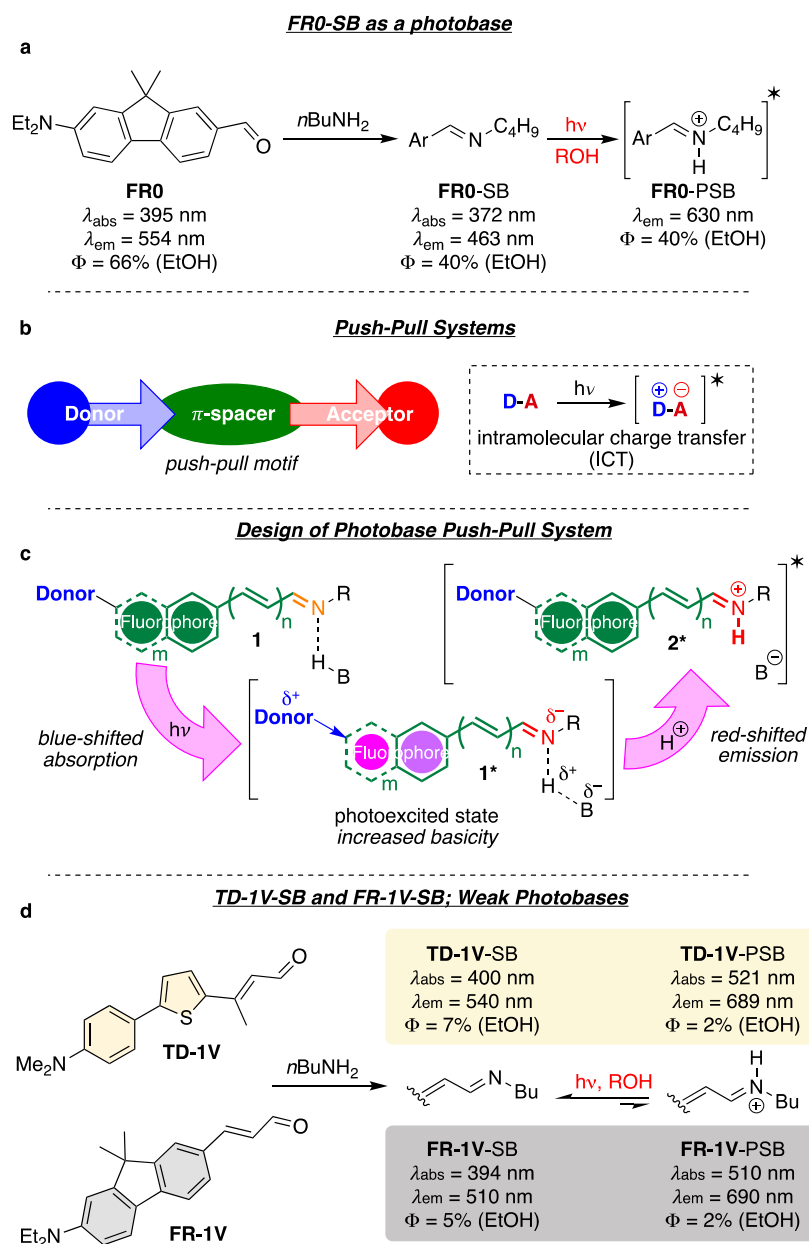 FR0-SB as a photobase
a
Et₂N
O
nBuNH₂
Ar N C₄H₉
hν
ROH
Ar N C₄H₉
⊕
H
✶
FR0
λabs = 395 nm
λem = 554 nm
Φ = 66% (EtOH)
FR0-SB
λabs = 372 nm
λem = 463 nm
Φ = 40% (EtOH)
FR0-PSB
λem = 630 nm
Φ = 40% (EtOH)
b
Push-Pull Systems
Donor π-spacer Acceptor
push-pull motif
D-A hν D-A ✶
⊕ ⊖
intramolecular charge transfer
(ICT)
Design of Photobase Push-Pull System
c
Donor
Fluorophore
m
n
N R
1
H
B
hν
blue-shifted
absorption
δ+
Donor
Fluorophore
m
n
N R
δ−
1*
H δ+
B δ−
photoexcited state
increased basicity
H⊕
red-shifted
emission
Donor
Fluorophore
m
n
N R
⊕
H
2*
B⊖
✶
TD-1V-SB and FR-1V-SB; Weak Photobases
d
O
S
Me₂N
TD-1V
O
Et₂N
FR-1V
nBuNH₂
TD-1V-SB
λabs = 400 nm
λem = 540 nm
Φ = 7% (EtOH)
TD-1V-PSB
λabs = 521 nm
λem = 689 nm
Φ = 2% (EtOH)
N Bu
hν, ROH
H
N Bu
⊕
FR-1V-SB
λabs = 394 nm
λem = 510 nm
Φ = 5% (EtOH)
FR-1V-PSB
λabs = 510 nm
λem = 690 nm
Φ = 2% (EtOH)